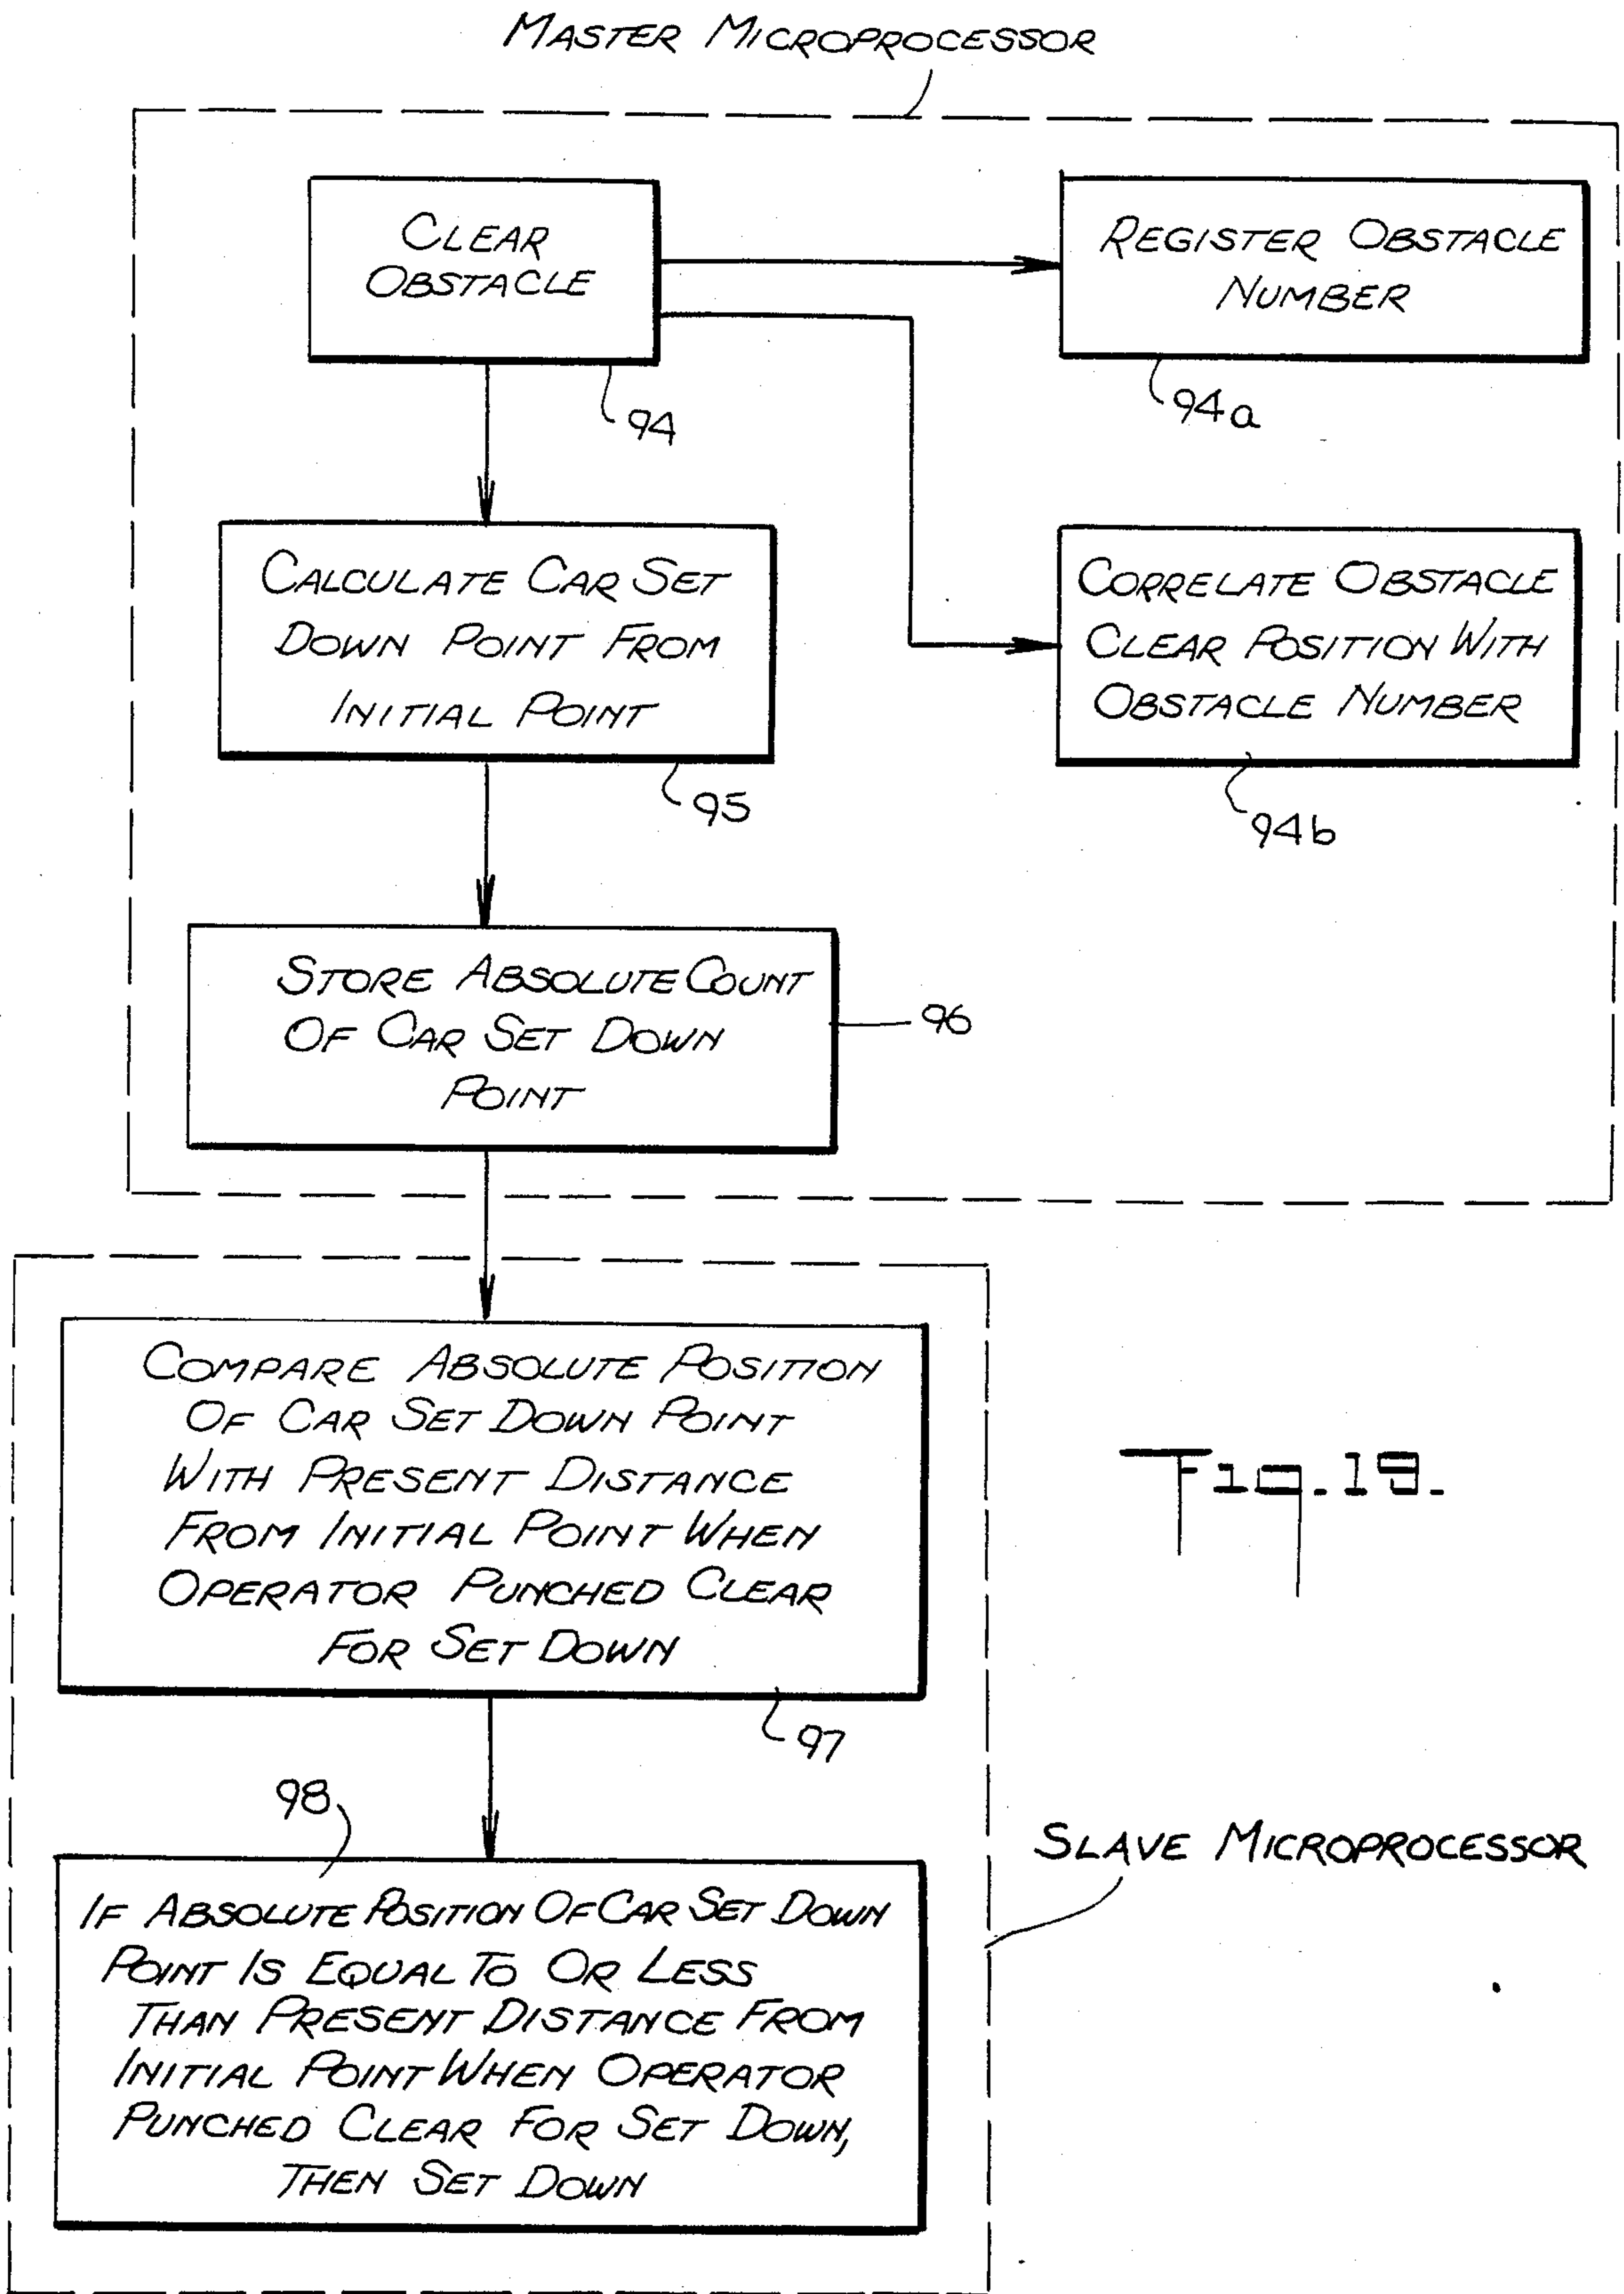 MASTER MICROPROCESSOR
CLEAR
OBSTACLE
94
REGISTER OBSTACLE
NUMBER
94a
CALCULATE CAR SET
DOWN POINT FROM
INITIAL POINT
95
CORRELATE OBSTACLE
CLEAR POSITION WITH
OBSTACLE NUMBER
94b
STORE ABSOLUTE COUNT
OF CAR SET DOWN
POINT
96
COMPARE ABSOLUTE POSITION
OF CAR SET DOWN POINT
WITH PRESENT DISTANCE
FROM INITIAL POINT WHEN
OPERATOR PUNCHED CLEAR
FOR SET DOWN
97
Fig. 19.
98
SLAVE MICROPROCESSOR
IF ABSOLUTE POSITION OF CAR SET DOWN
POINT IS EQUAL TO OR LESS
THAN PRESENT DISTANCE FROM
INITIAL POINT WHEN OPERATOR
PUNCHED CLEAR FOR SET DOWN,
THEN SET DOWN